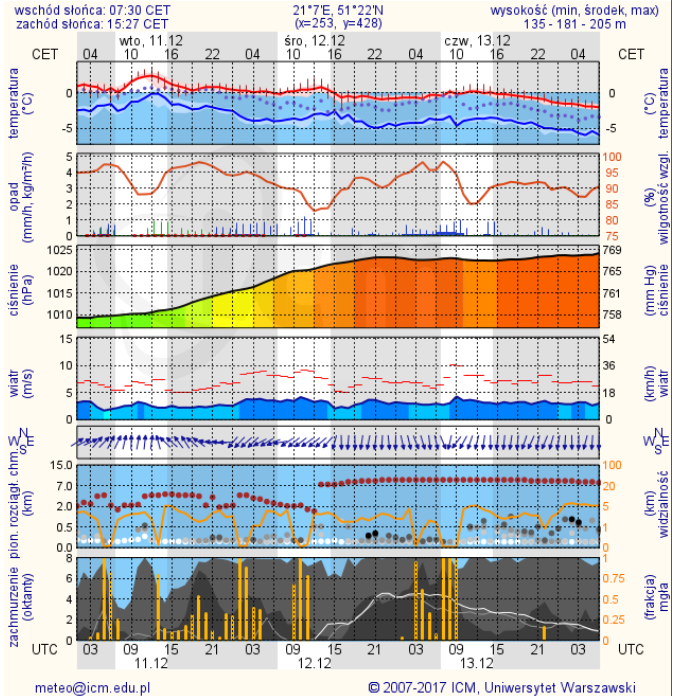 wschód słońca: 07:30 CET 21°7'E, 51°22'N wysokość (min, środek, max)
zachód słońca: 15:27 CET (x=253, y=428) 135 - 181 - 205 m
wto, 11.12 śro, 12.12 czw, 13.12
CET 04 10 16 22 04 10 16 22 04 10 16 22 CET
temperatura (°C) 0 -5 0 -5 temperatura (°C)
opad (mm/h, kg/m²/h) 5 4 3 2 1 0 100 95 90 85 80 75 (%) wilgotność wzgl.
ciśnienie (hPa) 1025 1020 1015 1010 769 765 761 758 (mm Hg) ciśnienie
wiatr (m/s) 15 10 5 0 54 36 18 0 (km/h) wiatr
N W E S N W E S
pion. rozciągł. chm. (km) 15.0 7.0 2.0 0.5 0.0 100 20 5 1 0 (km) widzialność
zachmurzenie (oktanty) 8 6 4 2 0 1 0.75 0.5 0.25 0 (frakcja) mgła
UTC 03 09 15 21 03 09 15 21 03 09 15 21 UTC
11.12 12.12 13.12
meteo@icm.edu.pl © 2007-2017 ICM, Uniwersytet Warszawski